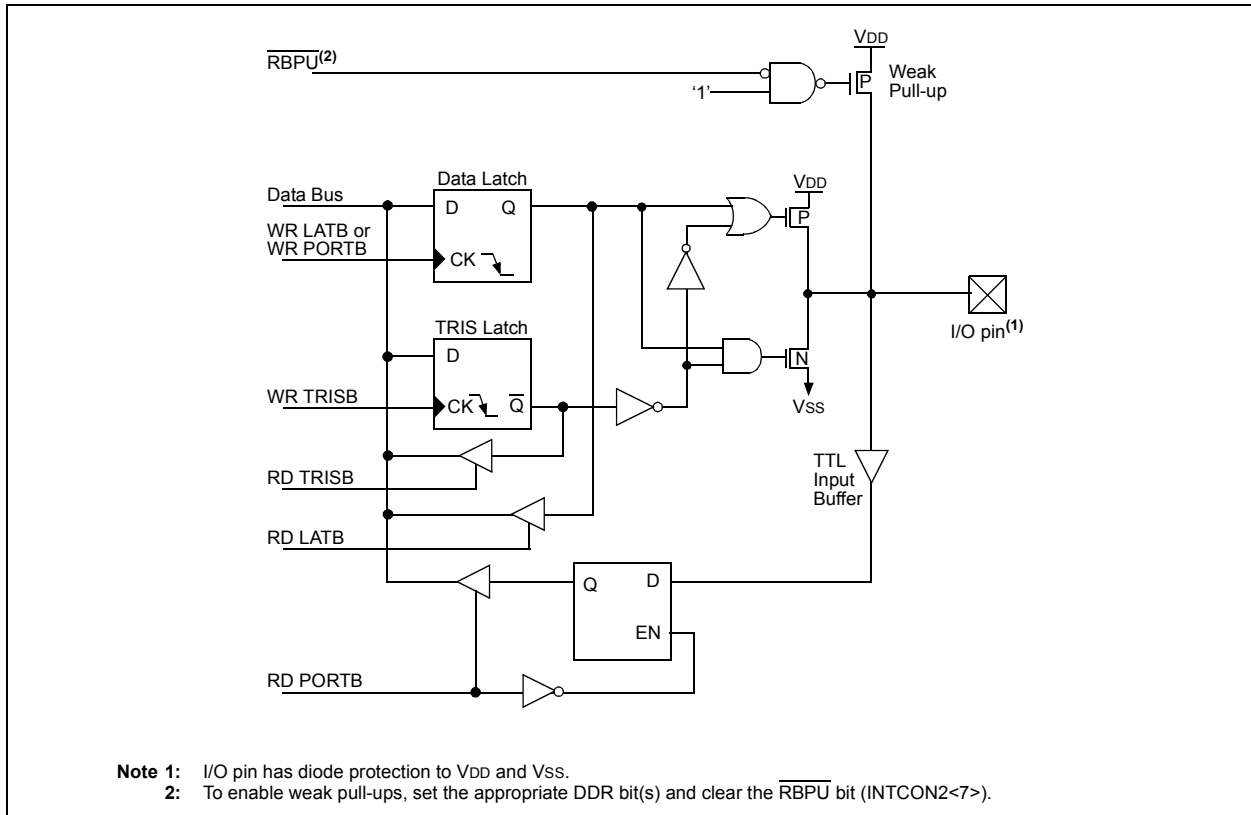 VDD
RBPU(2)
Weak
Pull-up
P
'1'
Data Latch
VDD
Data Bus
D Q
P
WR LATB or
WR PORTB
CK
TRIS Latch
I/O pin(1)
D
N
WR TRISB
CK Q
VSS
TTL
Input
Buffer
RD TRISB
RD LATB
Q D
EN
RD PORTB
Note 1: I/O pin has diode protection to VDD and VSS.
2: To enable weak pull-ups, set the appropriate DDR bit(s) and clear the RBPU bit (INTCON2<7>).